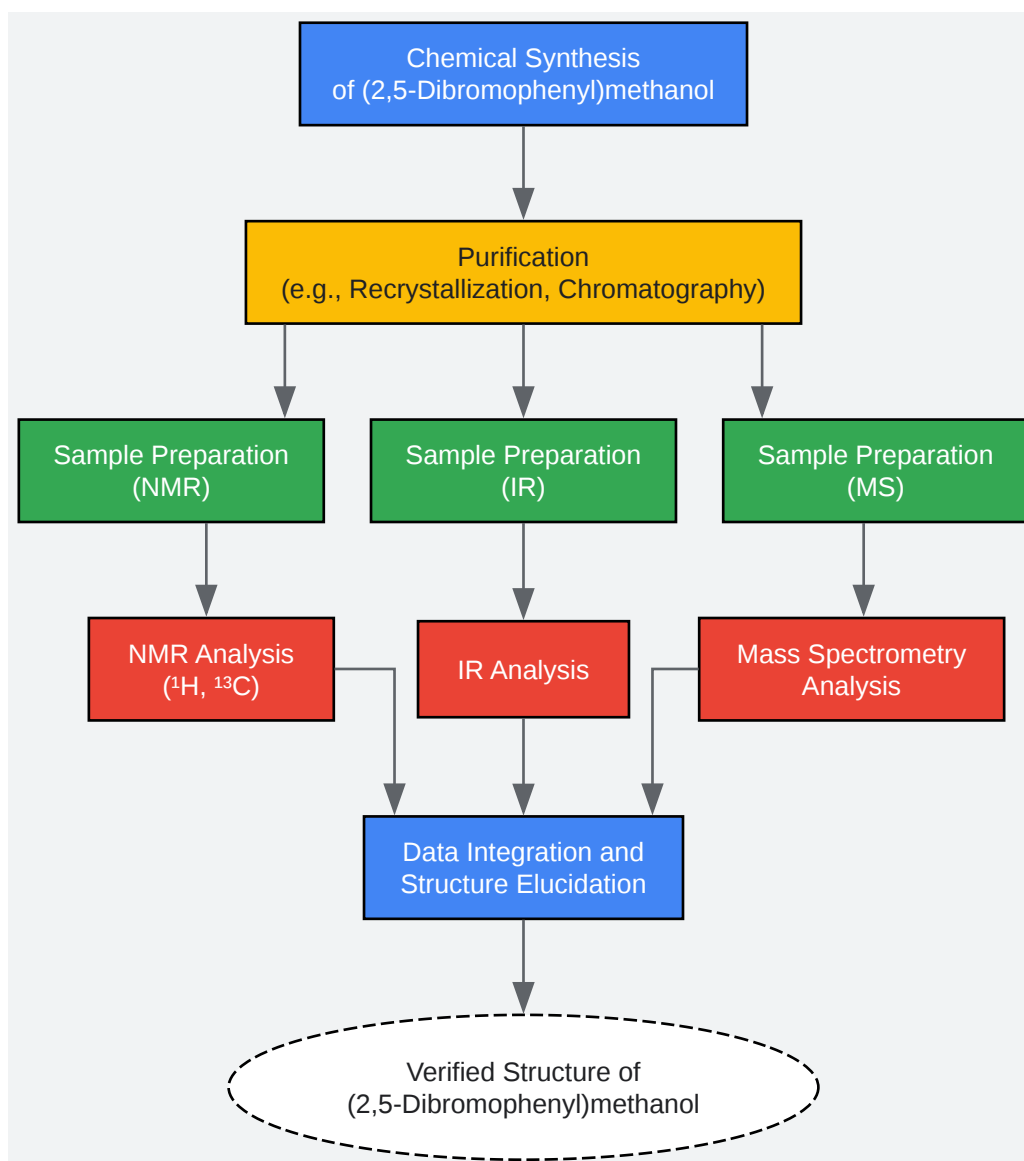 Chemical Synthesis
of (2,5-Dibromophenyl)methanol
Purification
(e.g., Recrystallization, Chromatography)
Sample Preparation
(NMR)
Sample Preparation
(IR)
Sample Preparation
(MS)
NMR Analysis
(¹H, ¹³C)
IR Analysis
Mass Spectrometry
Analysis
Data Integration and
Structure Elucidation
Verified Structure of
(2,5-Dibromophenyl)methanol